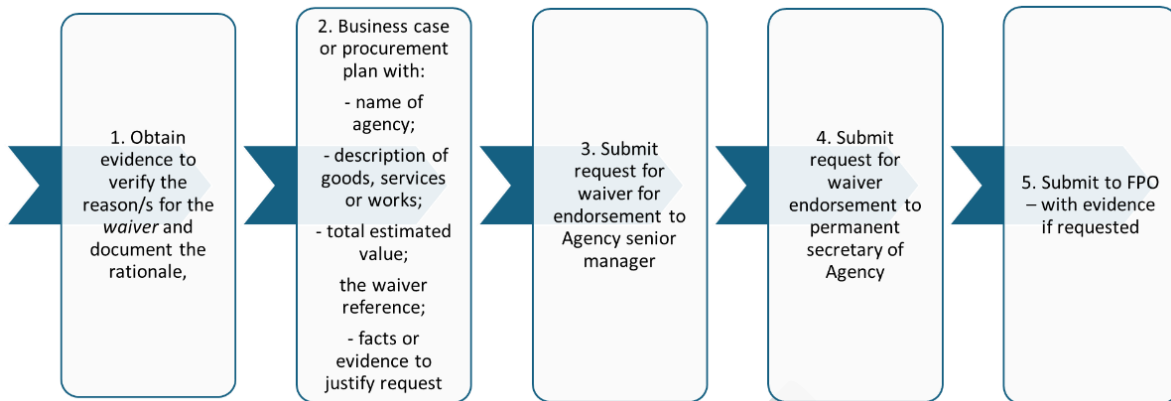 1. Obtain
evidence to
verify the
reason/s for the
waiver and
document the
rationale,
2. Business case
or procurement
plan with:
- name of
agency;
- description of
goods, services
or works;
- total estimated
value;
the waiver
reference;
- facts or
evidence to
justify request
3. Submit
request for
waiver for
endorsement to
Agency senior
manager
4. Submit
request for
waiver
endorsement to
permanent
secretary of
Agency
5. Submit to FPO
– with evidence
if requested